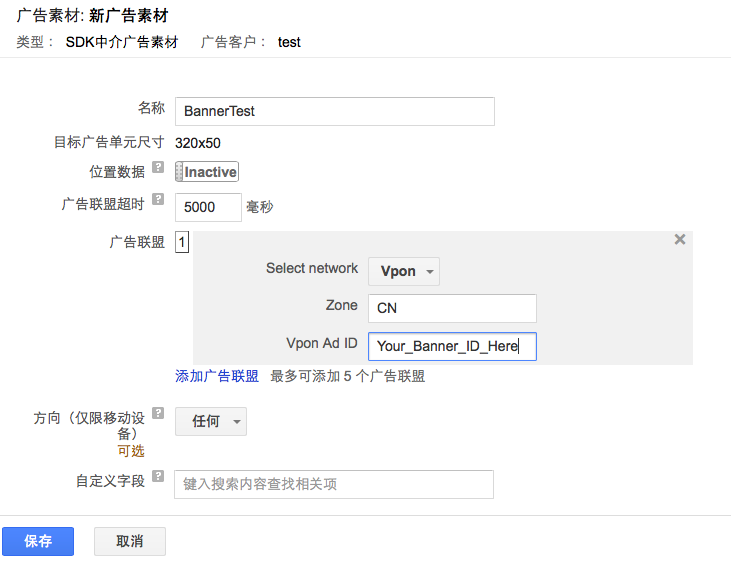 广告素材: 新广告素材
类型： SDK中介广告素材 广告客户： test
名称 BannerTest
目标广告单元尺寸 320x50
位置数据 ? Inactive
广告联盟超时 ? 5000 毫秒
广告联盟 1
Select network Vpon
Zone CN
Vpon Ad ID Your_Banner_ID_Here
添加广告联盟 最多可添加 5 个广告联盟
方向（仅限移动设 ?
备）
任何
可选
自定义字段 ? 键入搜索内容查找相关项
保存 取消